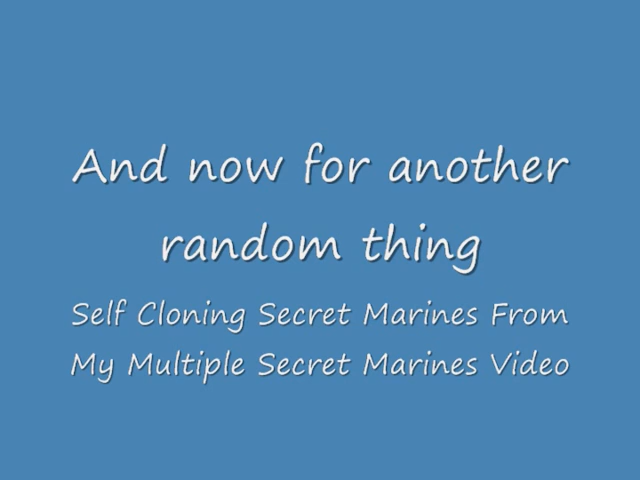 And now for another
random thing
Self Cloning Secret Marines From
My Multiple Secret Marines Video